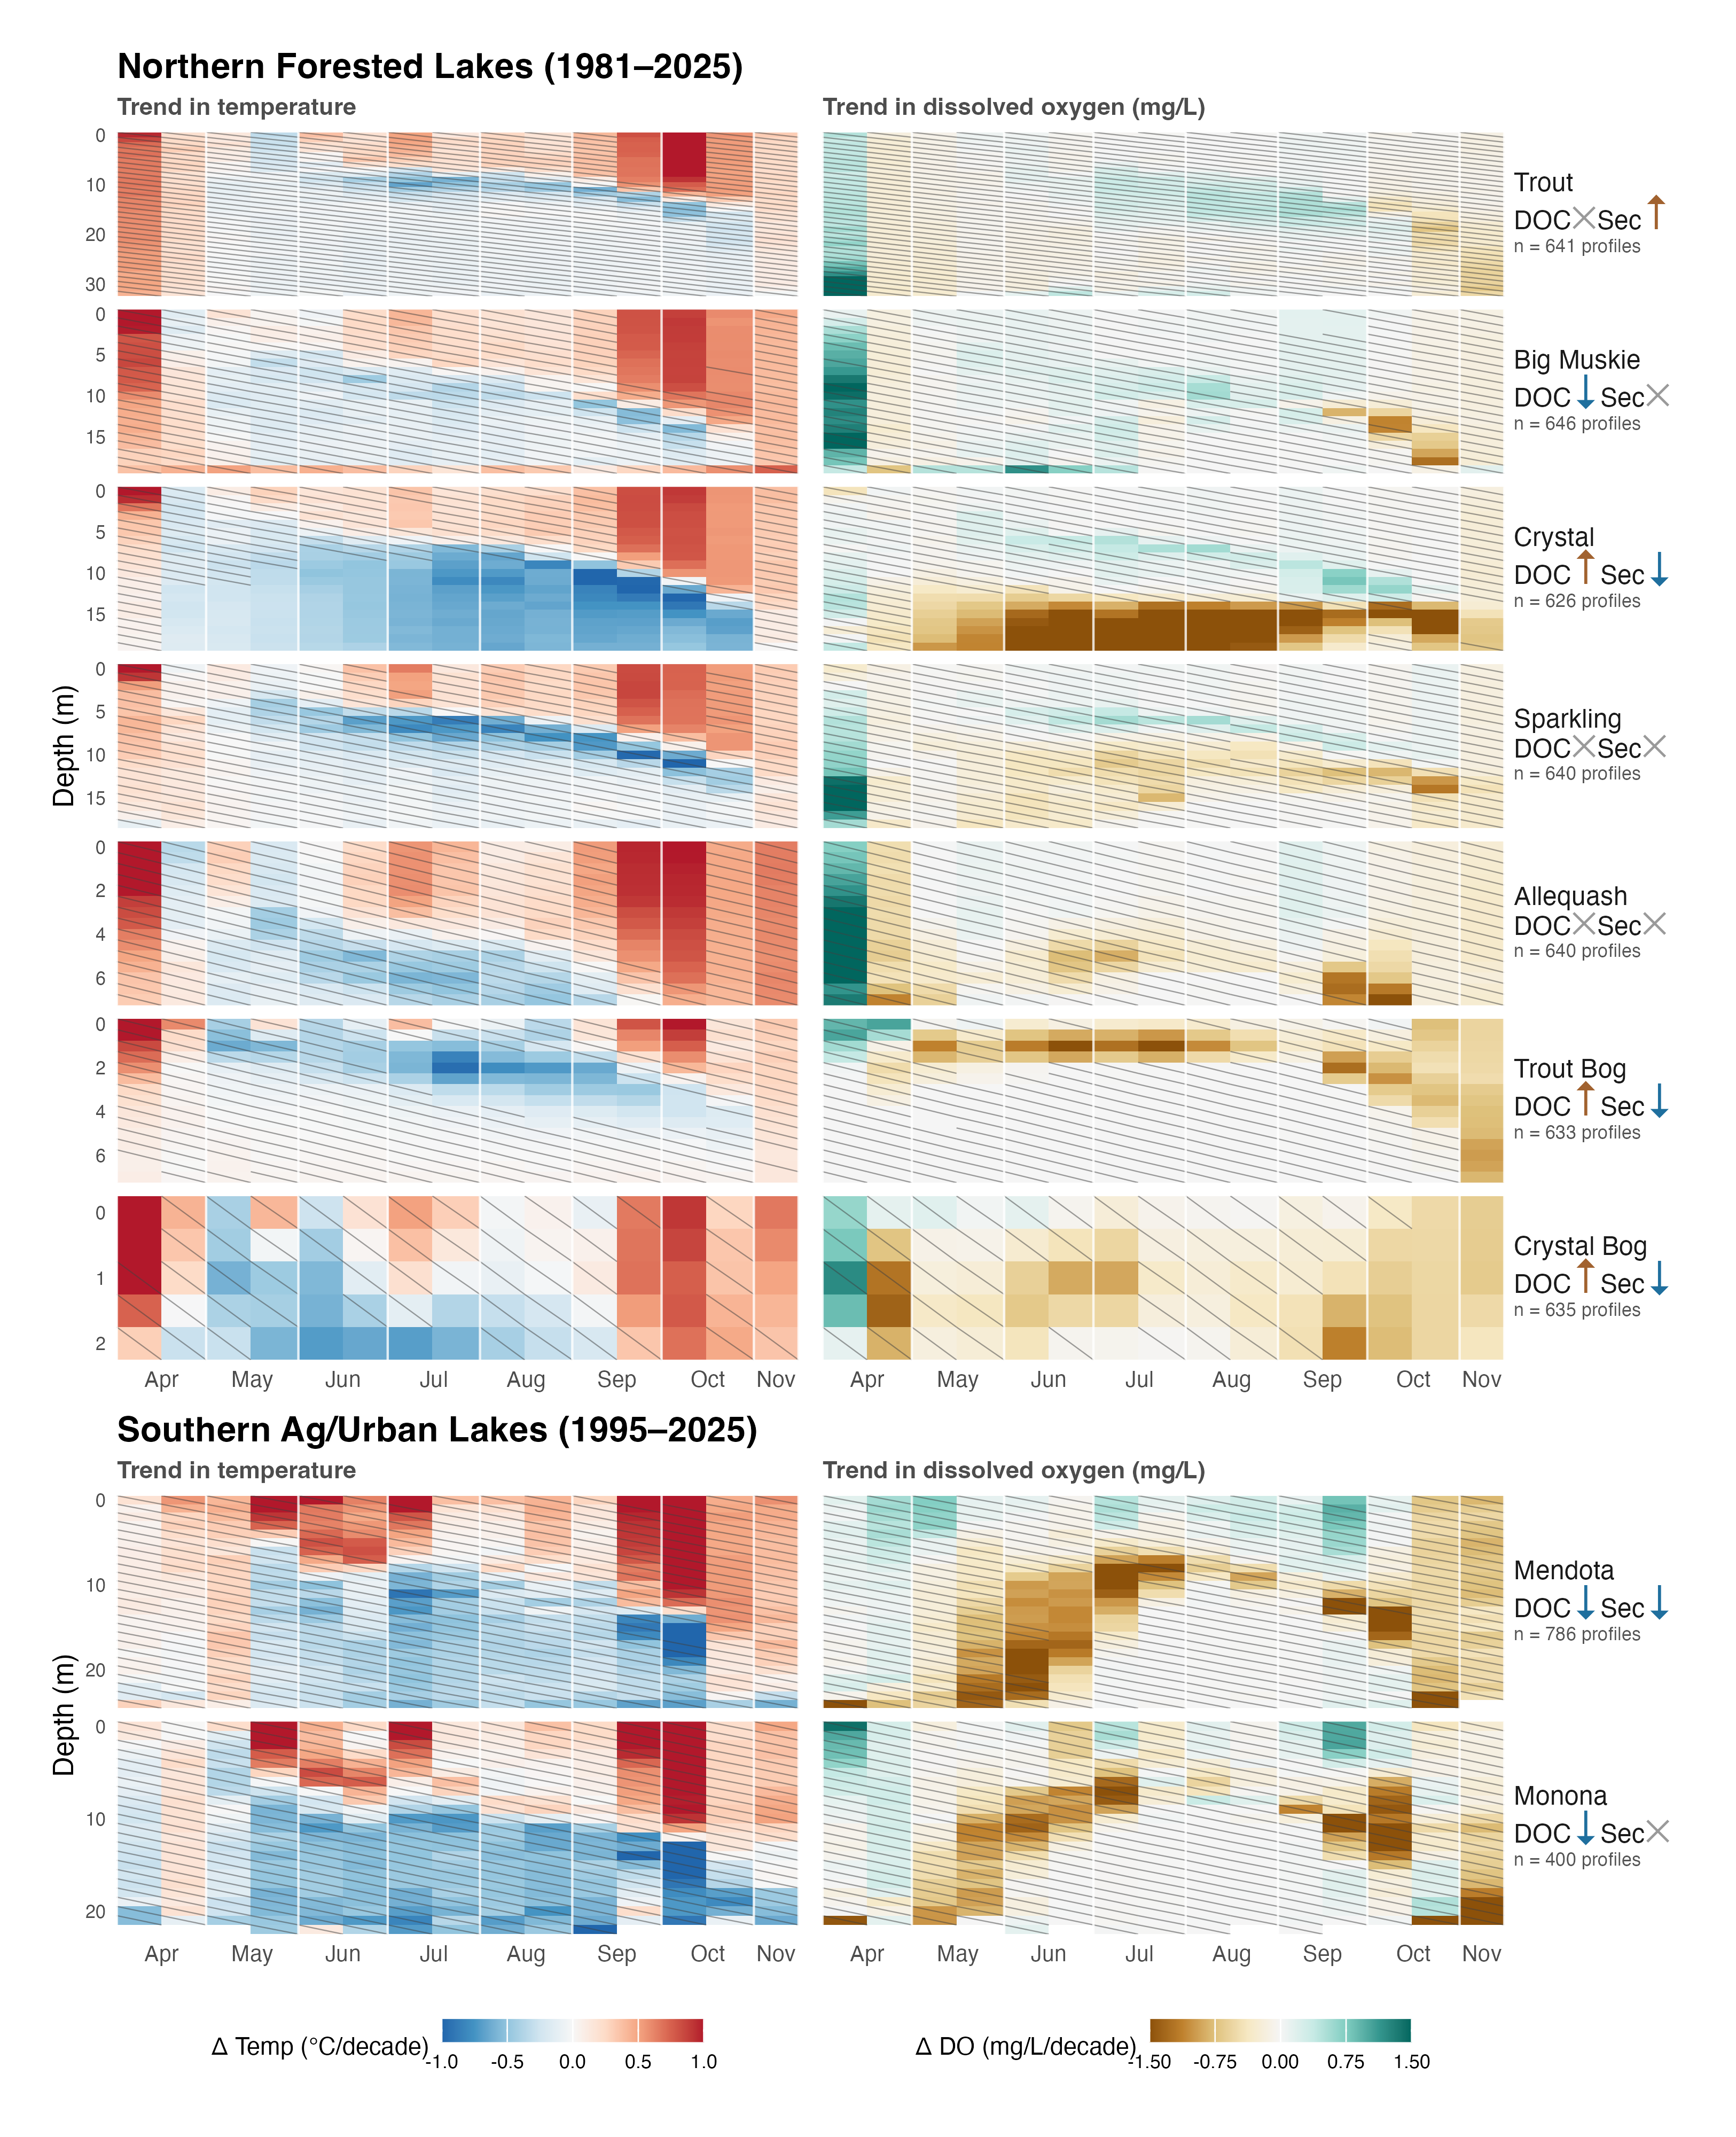 Northern Forested Lakes (1981–2025)
Trend in temperature
Trend in dissolved oxygen (mg/L)
0
10
20
30
Trout
DOC Sec
n = 641 profiles
0
5
10
15
Big Muskie
DOC Sec
n = 646 profiles
0
5
10
15
Crystal
DOC Sec
n = 626 profiles
Depth (m)
0
5
10
15
Sparkling
DOC Sec
n = 640 profiles
0
2
4
6
Allequash
DOC Sec
n = 640 profiles
0
2
4
6
Trout Bog
DOC Sec
n = 633 profiles
0
1
2
Crystal Bog
DOC Sec
n = 635 profiles
Apr May Jun Jul Aug Sep Oct Nov
Apr May Jun Jul Aug Sep Oct Nov
Southern Ag/Urban Lakes (1995–2025)
Trend in temperature
Trend in dissolved oxygen (mg/L)
0
10
20
Mendota
DOC Sec
n = 786 profiles
Depth (m)
0
10
20
Monona
DOC Sec
n = 400 profiles
Apr May Jun Jul Aug Sep Oct Nov
Apr May Jun Jul Aug Sep Oct Nov
Δ Temp (°C/decade)
-1.0 -0.5 0.0 0.5 1.0
Δ DO (mg/L/decade)
-1.50 -0.75 0.00 0.75 1.50